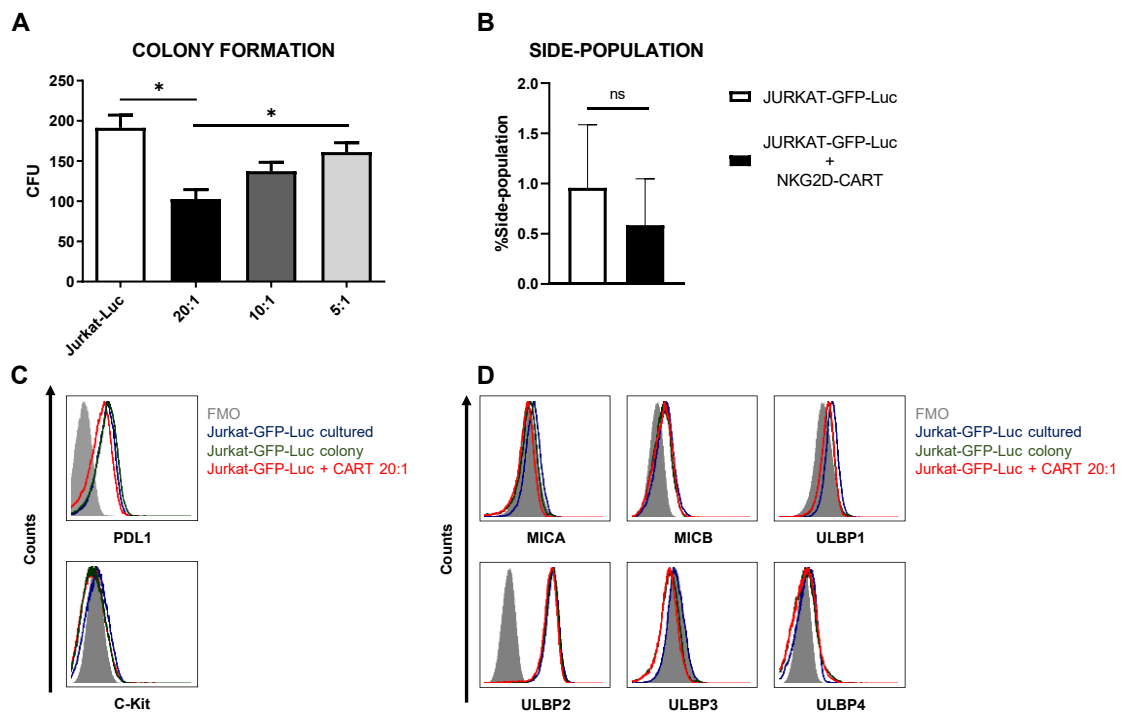 A
COLONY FORMATION
CFU
250
200
150
100
50
0
*
*
Jurkat-Luc
20:1
10:1
5:1
B
SIDE-POPULATION
%Side-population
2.0
1.5
1.0
0.5
0.0
ns
JURKAT-GFP-Luc
JURKAT-GFP-Luc
+
NKG2D-CART
C
Counts
PDL1
C-Kit
FMO
Jurkat-GFP-Luc cultured
Jurkat-GFP-Luc colony
Jurkat-GFP-Luc + CART 20:1
D
Counts
MICA
MICB
ULBP1
ULBP2
ULBP3
ULBP4
FMO
Jurkat-GFP-Luc cultured
Jurkat-GFP-Luc colony
Jurkat-GFP-Luc + CART 20:1